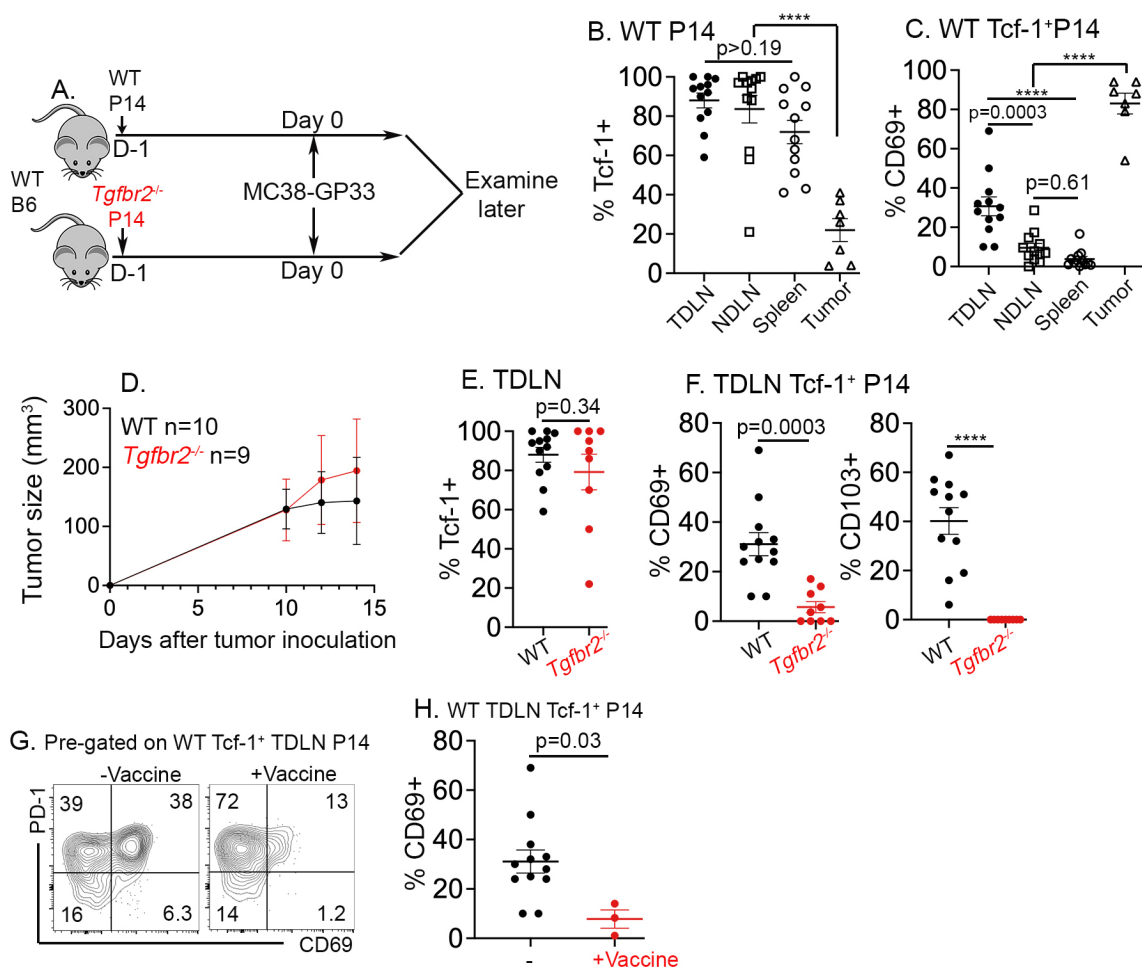 A.
WT
P14
D-1
Day 0
WT
B6
Tgfbr2-/-
P14
D-1
Day 0
MC38-GP33
Examine
later
B. WT P14
****
p>0.19
% Tcf-1+
100
80
60
40
20
0
TDLN
NDLN
Spleen
Tumor
C. WT Tcf-1+P14
****
****
p=0.0003
p=0.61
% CD69+
100
80
60
40
20
0
TDLN
NDLN
Spleen
Tumor
D.
WT n=10
Tgfbr2-/- n=9
Tumor size (mm3)
300
200
100
0
0
5
10
15
Days after tumor inoculation
E. TDLN
p=0.34
% Tcf-1+
100
80
60
40
20
0
WT
Tgfbr2-/-
F. TDLN Tcf-1+ P14
p=0.0003
% CD69+
80
60
40
20
0
WT
Tgfbr2-/-
****
% CD103+
80
60
40
20
0
WT
Tgfbr2-/-
G. Pre-gated on WT Tcf-1+ TDLN P14
-Vaccine
+Vaccine
39
38
16
6.3
72
13
14
1.2
PD-1
CD69
H. WT TDLN Tcf-1+ P14
p=0.03
% CD69+
80
60
40
20
0
-
+Vaccine